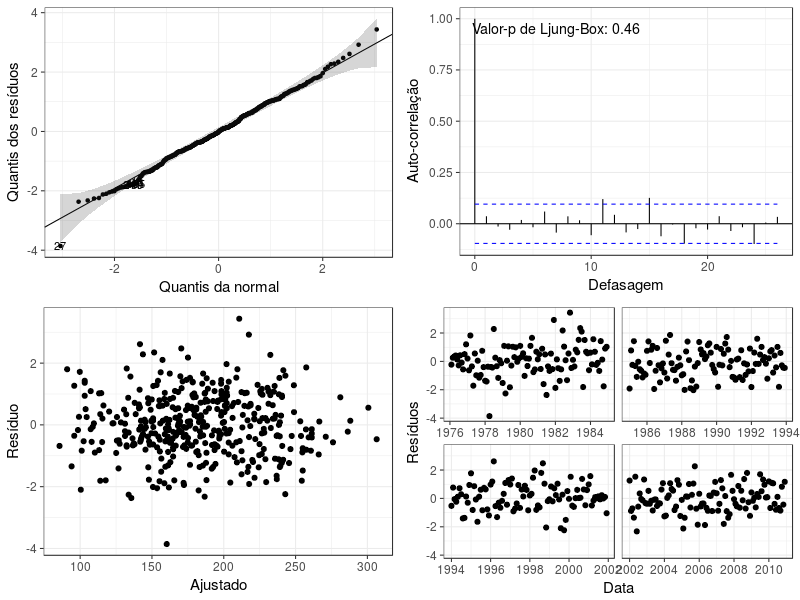 Quantis dos resíduos
4
2
0
-2
-4
27
-2
0
2
Quantis da normal
Valor-p de Ljung-Box: 0.46
Auto-correlação
1.00
0.75
0.50
0.25
0.00
0
10
20
Defasagem
Resíduo
2
0
-2
-4
100
150
200
250
300
Ajustado
Resíduos
2
0
-2
-4
1976 1978 1980 1982 1984
1986 1988 1990 1992 1994
2
0
-2
-4
1994 1996 1998 2000 2002
2002 2004 2006 2008 2010
Data